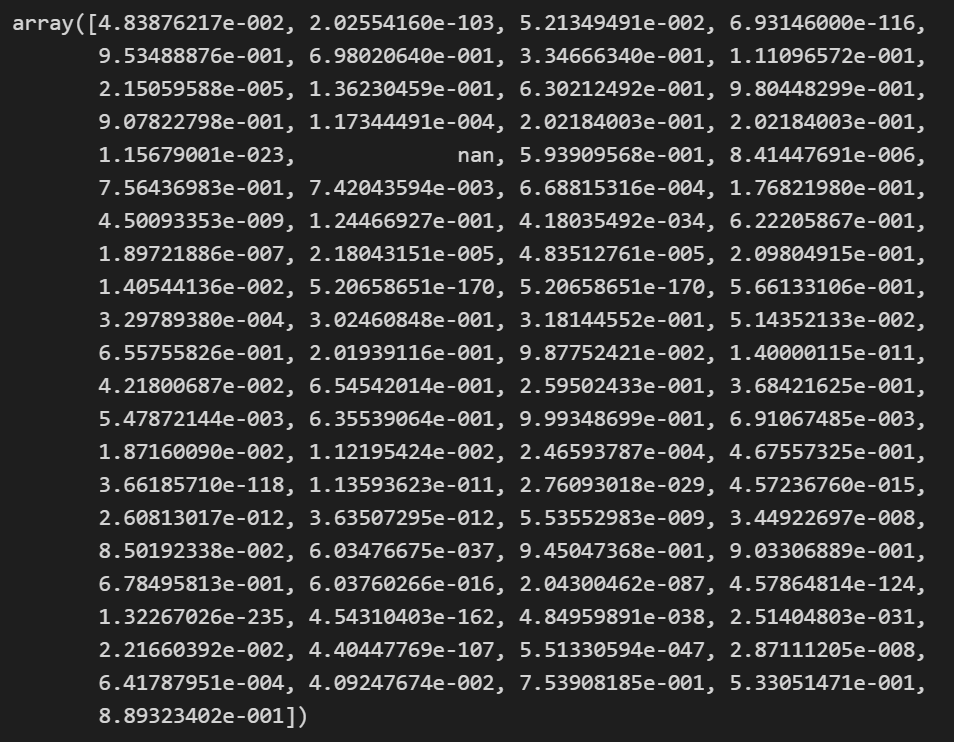 array([4.83876217e-002, 2.02554160e-103, 5.21349491e-002, 6.93146000e-116,
9.53488876e-001, 6.98020640e-001, 3.34666340e-001, 1.11096572e-001,
2.15059588e-005, 1.36230459e-001, 6.30212492e-001, 9.80448299e-001,
9.07822798e-001, 1.17344491e-004, 2.02184003e-001, 2.02184003e-001,
1.15679001e-023, nan, 5.93909568e-001, 8.41447691e-006,
7.56436983e-001, 7.42043594e-003, 6.68815316e-004, 1.76821980e-001,
4.50093353e-009, 1.24466927e-001, 4.18035492e-034, 6.22205867e-001,
1.89721886e-007, 2.18043151e-005, 4.83512761e-005, 2.09804915e-001,
1.40544136e-002, 5.20658651e-170, 5.20658651e-170, 5.66133106e-001,
3.29789380e-004, 3.02460848e-001, 3.18144552e-001, 5.14352133e-002,
6.55755826e-001, 2.01939116e-001, 9.87752421e-002, 1.40000115e-011,
4.21800687e-002, 6.54542014e-001, 2.59502433e-001, 3.68421625e-001,
5.47872144e-003, 6.35539064e-001, 9.99348699e-001, 6.91067485e-003,
1.87160090e-002, 1.12195424e-002, 2.46593787e-004, 4.67557325e-001,
3.66185710e-118, 1.13593623e-011, 2.76093018e-029, 4.57236760e-015,
2.60813017e-012, 3.63507295e-012, 5.53552983e-009, 3.44922697e-008,
8.50192338e-002, 6.03476675e-037, 9.45047368e-001, 9.03306889e-001,
6.78495813e-001, 6.03760266e-016, 2.04300462e-087, 4.57864814e-124,
1.32267026e-235, 4.54310403e-162, 4.84959891e-038, 2.51404803e-031,
2.21660392e-002, 4.40447769e-107, 5.51330594e-047, 2.87111205e-008,
6.41787951e-004, 4.09247674e-002, 7.53908185e-001, 5.33051471e-001,
8.89323402e-001])